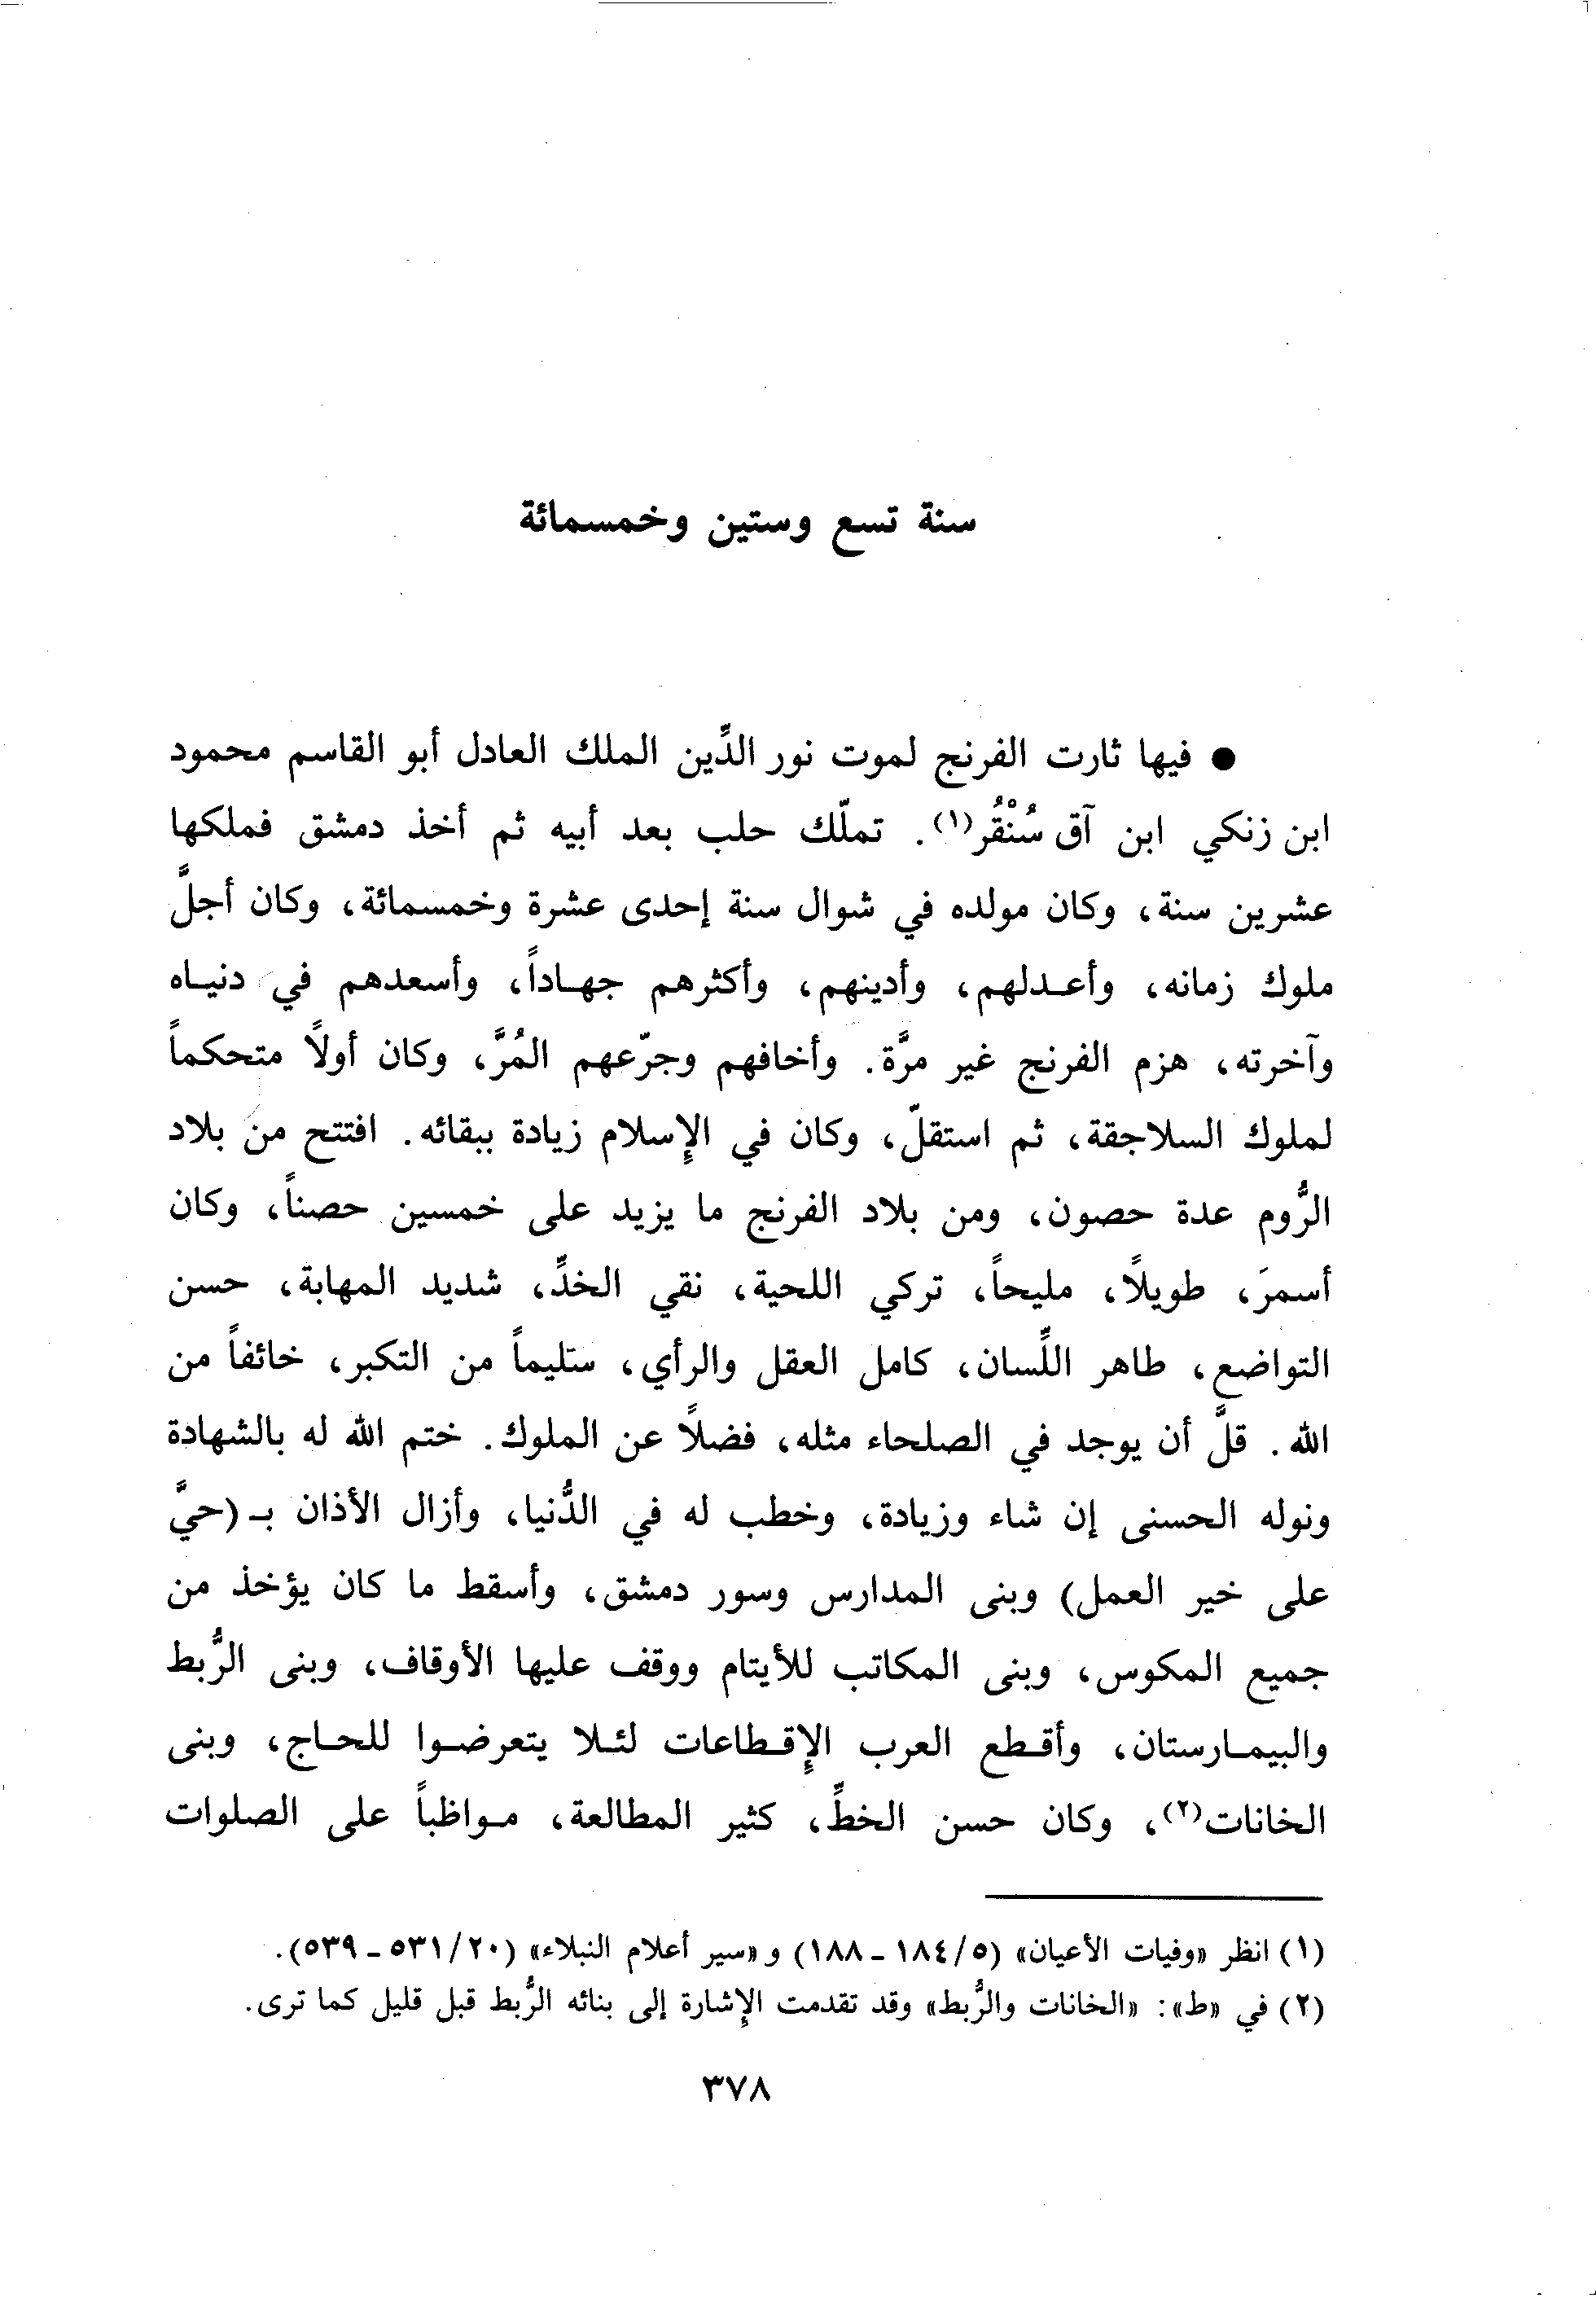 سنة تسع وستين وخمسمائة
● فيها ثارت الفرنج لموت نور الدِّين الملك العادل أبو القاسم محمود
ابن زنكي ابن آق سُنْقُر(١). تملّك حلب بعد أبيه ثم أخذ دمشق فملكها
عشرين سنة، وكان مولده في شوال سنة إحدى عشرة وخمسمائة، وكان أجلَّ
ملوك زمانه، وأعـدلهم، وأدينهم، وأكثرهم جهـاداً، وأسعدهم في دنيـاه
وآخرته، هزم الفرنج غير مرَّة. وأخافهم وجرّعهم المُرَّ، وكان أولاً متحكماً
لملوك السلاجقة، ثم استقلّ، وكان في الإسلام زيادة ببقائه. افتتح من بلاد
الرُّوم عدة حصون، ومن بلاد الفرنج ما يزيد على خمسين حصناً، وكان
أسمرَ، طويلاً، مليحاً، تركي اللحية، نقي الخدِّ، شديد المهابة، حسن
التواضع، طاهر اللِّسان، كامل العقل والرأي، سليماً من التكبر، خائفاً من
الله. قلَّ أن يوجد في الصلحاء مثله، فضلاً عن الملوك. ختم الله له بالشهادة
ونوله الحسنى إن شاء وزيادة، وخطب له في الدُّنيا، وأزال الأذان بـ (حيَّ
على خير العمل) وبنى المدارس وسور دمشق، وأسقط ما كان يؤخذ من
جميع المكوس، وبنى المكاتب للأيتام ووقف عليها الأوقاف، وبنى الرُّبط
والبيمـارستان، وأقـطع العرب الإقـطاعات لئـلا يتعرضـوا للحـاج، وبنى
الخانات(٢)، وكان حسن الخطِّ، كثير المطالعة، مـواظباً على الصلوات
(١) انظر «وفيات الأعيان» (٥/ ١٨٤ - ١٨٨) و «سير أعلام النبلاء» (٢٠/ ٥٣١ - ٥٣٩).
(٢) في «ط»: «الخانات والرُّبط» وقد تقدمت الإشارة إلى بنائه الرُّبط قبل قليل كما ترى.
٣٧٨